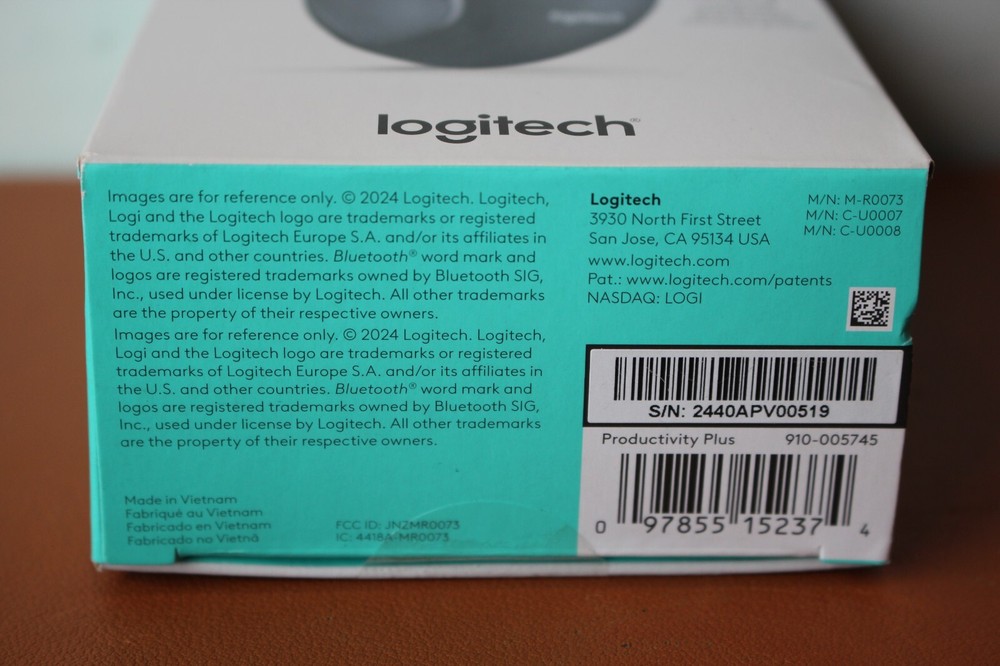 logitech
logitech®
Images are for reference only. © 2024 Logitech. Logitech,
Logi and the Logitech logo are trademarks or registered
trademarks of Logitech Europe S.A. and/or its affiliates in
the U.S. and other countries. Bluetooth® word mark and
logos are registered trademarks owned by Bluetooth SIG,
Inc., used under license by Logitech. All other trademarks
are the property of their respective owners.
Images are for reference only. © 2024 Logitech. Logitech,
Logi and the Logitech logo are trademarks or registered
trademarks of Logitech Europe S.A. and/or its affiliates in
the U.S. and other countries. Bluetooth® word mark and
logos are registered trademarks owned by Bluetooth SIG,
Inc., used under license by Logitech. All other trademarks
are the property of their respective owners.
Made in Vietnam
Fabriqué au Vietnam
Fabricado en Vietnam
Fabricado no Vietnã
FCC ID: JNZMR0073
IC: 4418A-MR0073
Logitech
3930 North First Street
San Jose, CA 95134 USA
www.logitech.com
Pat.: www.logitech.com/patents
NASDAQ: LOGI
M/N: M-R0073
M/N: C-U0007
M/N: C-U0008
S/N: 2440APV00519
Productivity Plus 910-005745
0 97855 15237 4